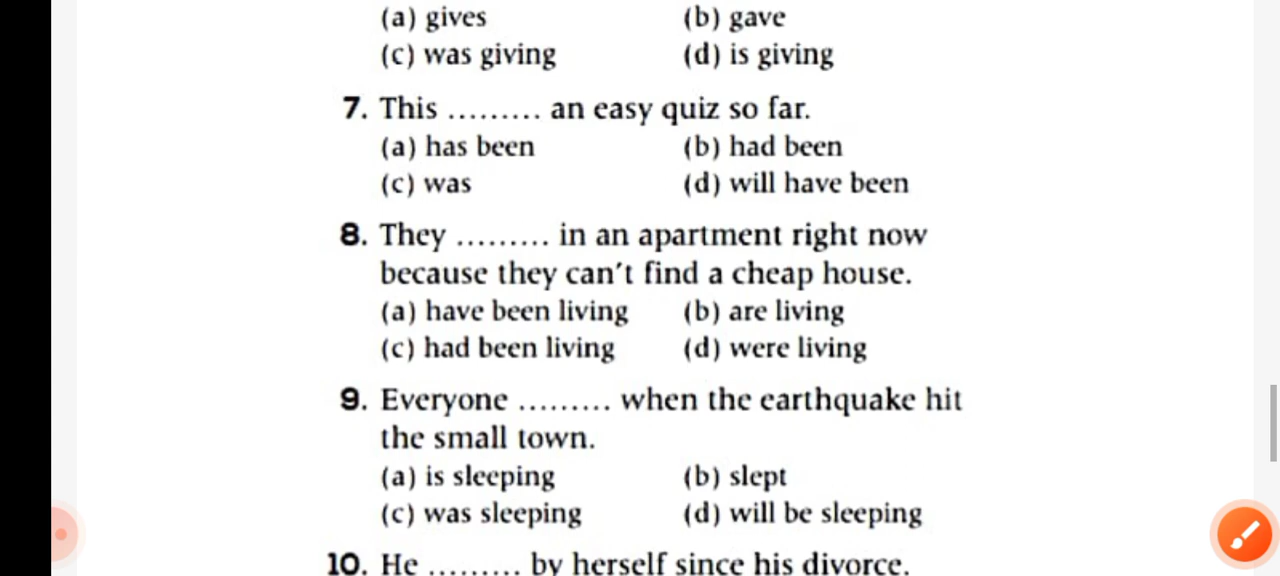 (a) gives (b) gave
(c) was giving (d) is giving
7. This ......... an easy quiz so far.
(a) has been (b) had been
(c) was (d) will have been
8. They ......... in an apartment right now
because they can't find a cheap house.
(a) have been living (b) are living
(c) had been living (d) were living
9. Everyone ......... when the earthquake hit
the small town.
(a) is sleeping (b) slept
(c) was sleeping (d) will be sleeping
10. He ......... by herself since his divorce.